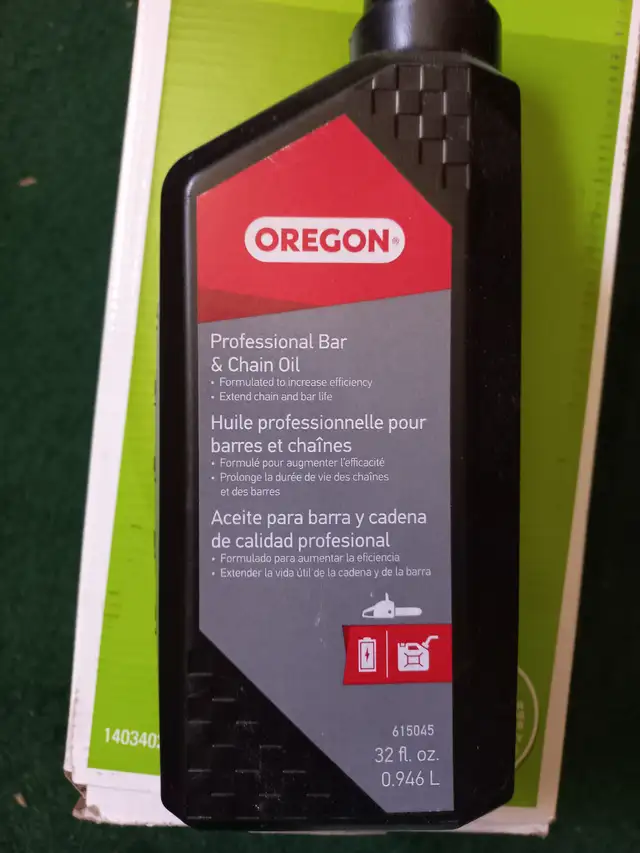 OREGON®
Professional Bar
& Chain Oil
• Formulated to increase efficiency
• Extend chain and bar life
Huile professionnelle pour
barres et chaînes
• Formulé pour augmenter l'efficacité
• Prolonge la durée de vie des chaînes
et des barres
Aceite para barra y cadena
de calidad profesional
• Formulado para aumentar la eficiencia
• Extender la vida útil de la cadena y de la barra
615045
32 fl. oz.
0.946 L